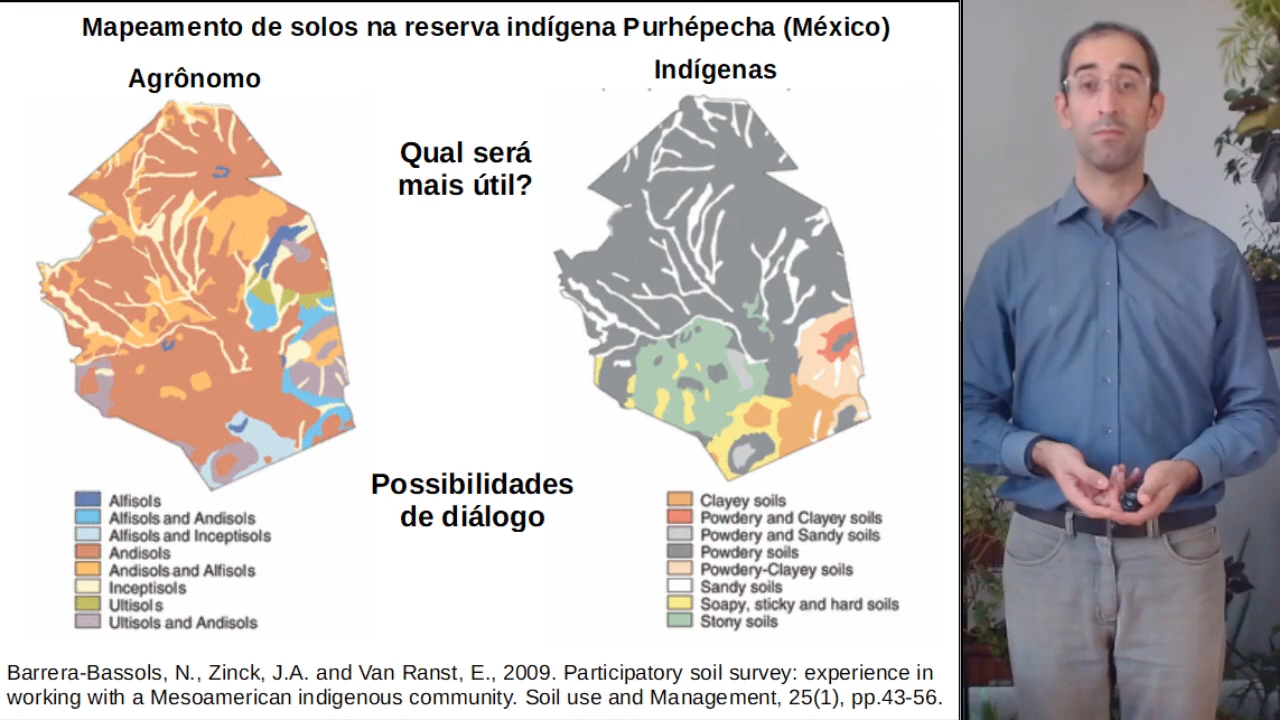 Mapeamento de solos na reserva indígena Purhépecha (México)
Agrônomo
Indígenas
Qual será
mais útil?
Possibilidades
de diálogo
Alfisols
Alfisols and Andisols
Alfisols and Inceptisols
Andisols
Andisols and Alfisols
Inceptisols
Ultisols
Ultisols and Andisols
Clayey soils
Powdery and Clayey soils
Powdery and Sandy soils
Powdery soils
Powdery-Clayey soils
Sandy soils
Soapy, sticky and hard soils
Stony soils
Barrera-Bassols, N., Zinck, J.A. and Van Ranst, E., 2009. Participatory soil survey: experience in
working with a Mesoamerican indigenous community. Soil use and Management, 25(1), pp.43-56.